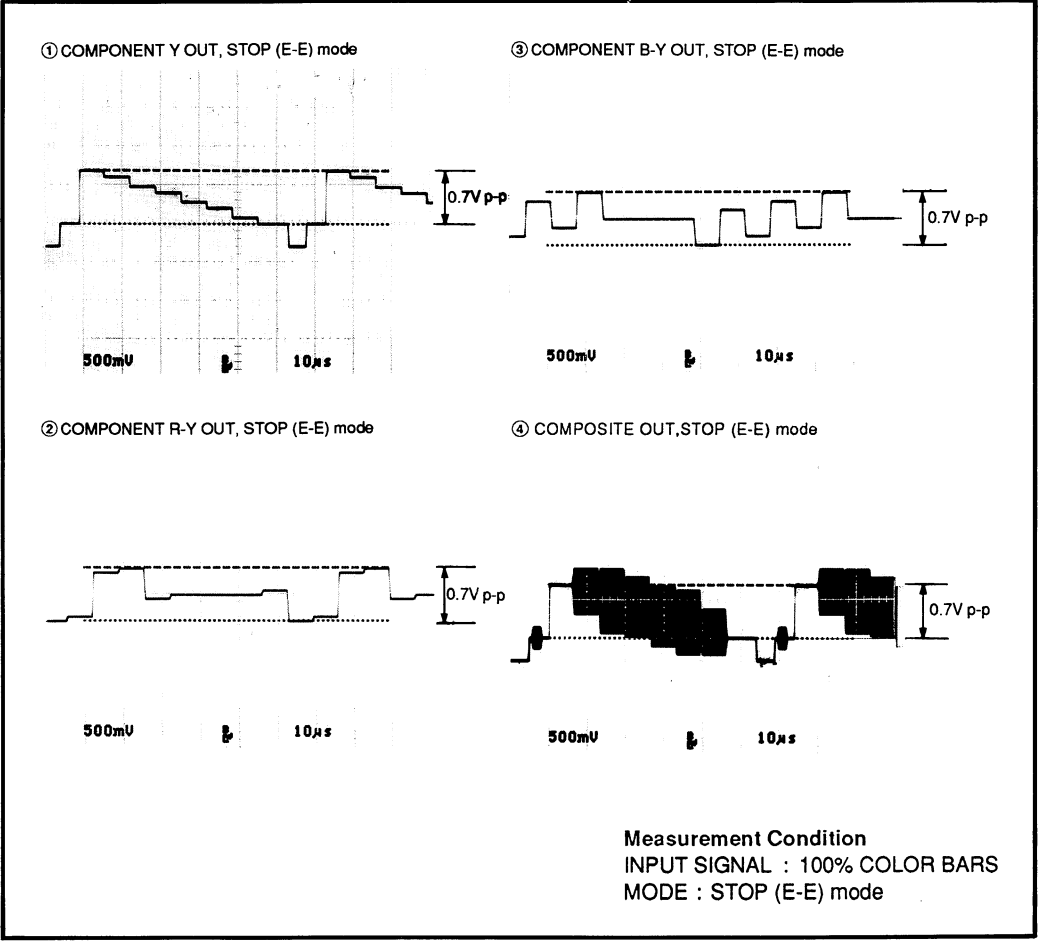 ① COMPONENT Y OUT, STOP (E-E) mode
0.7V p-p
500mV 10µs
② COMPONENT R-Y OUT, STOP (E-E) mode
0.7V p-p
500mV 10µs
③ COMPONENT B-Y OUT, STOP (E-E) mode
0.7V p-p
500mV 10µs
④ COMPOSITE OUT,STOP (E-E) mode
0.7V p-p
500mV 10µs
Measurement Condition
INPUT SIGNAL : 100% COLOR BARS
MODE : STOP (E-E) mode